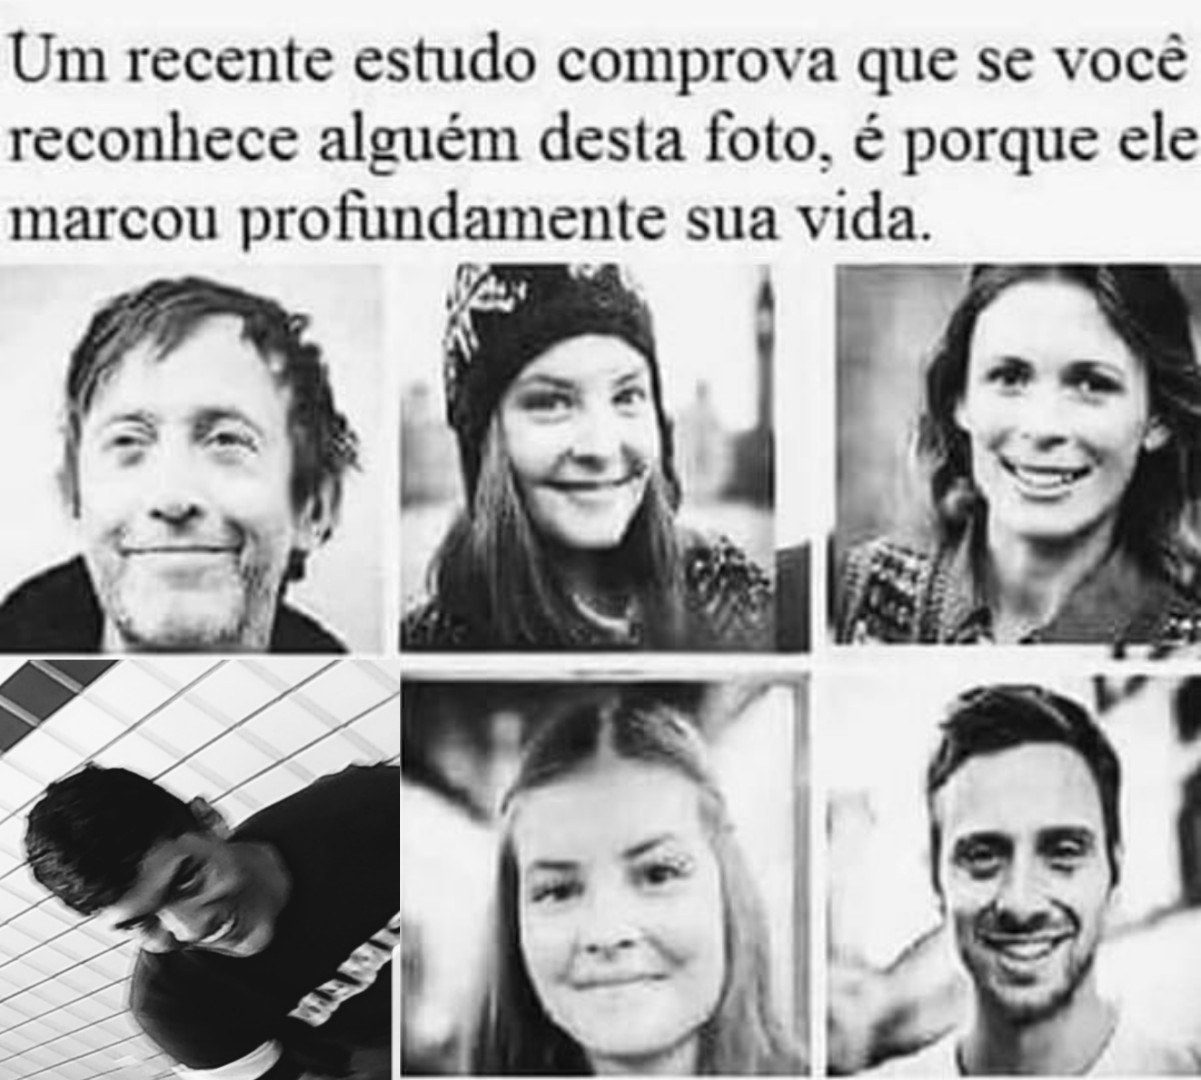 Um recente estudo comprova que se você
reconhece alguém desta foto, é porque ele
marcou profundamente sua vida.